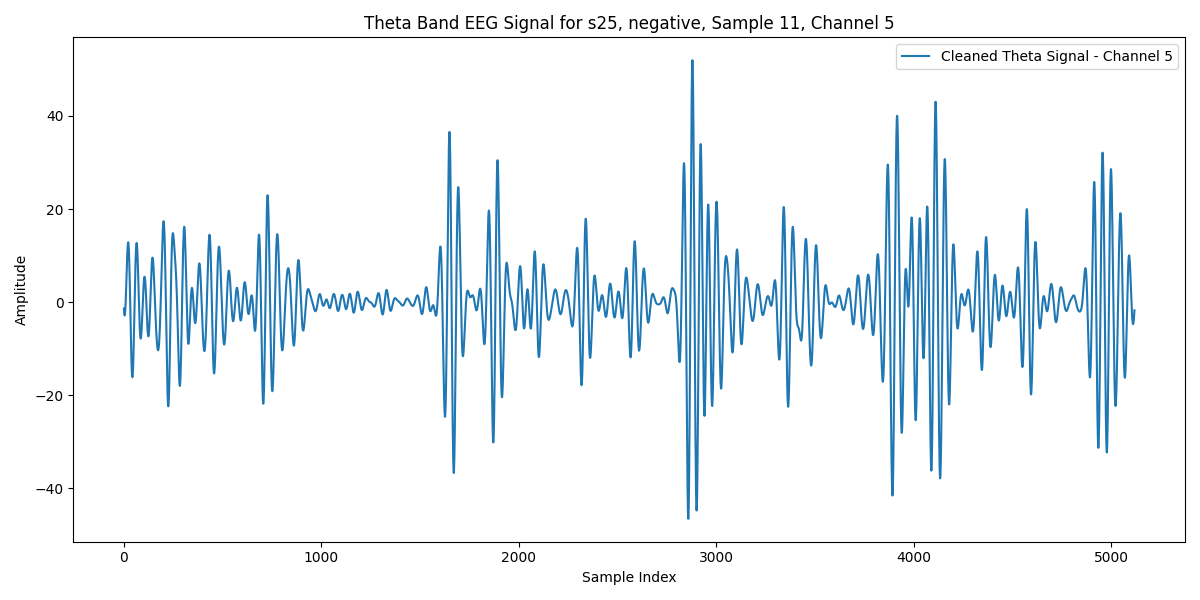 Theta Band EEG Signal for s25, negative, Sample 11, Channel 5
Cleaned Theta Signal - Channel 5
Amplitude
40
20
0
−20
−40
0 1000 2000 3000 4000 5000
Sample Index